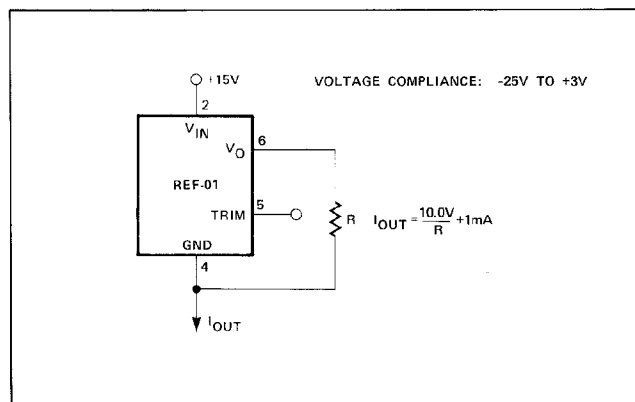 +15V
VOLTAGE COMPLIANCE: -25V TO +3V
2
VIN
VO
6
REF-01
5
TRIM
R
IOUT = 10.0V/R +1mA
GND
4
IOUT